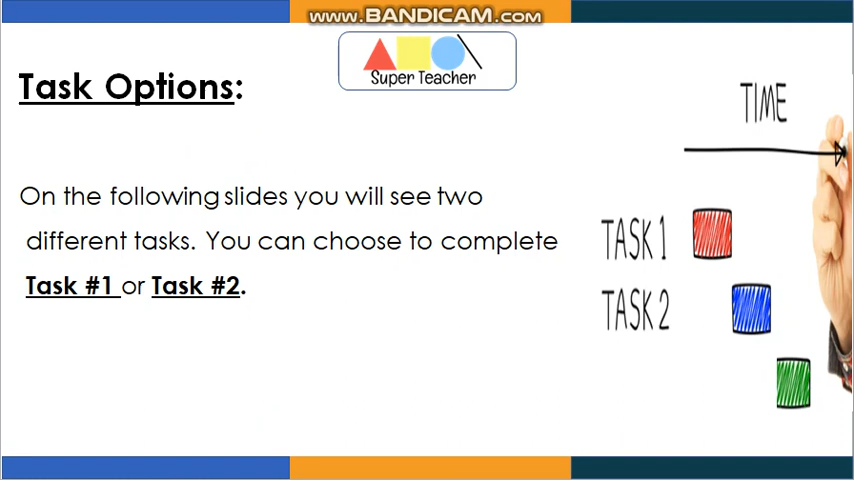 www.BANDICAM.com
Super Teacher
Task Options:
On the following slides you will see two
different tasks. You can choose to complete
Task #1 or Task #2.
TIME
TASK 1
TASK 2